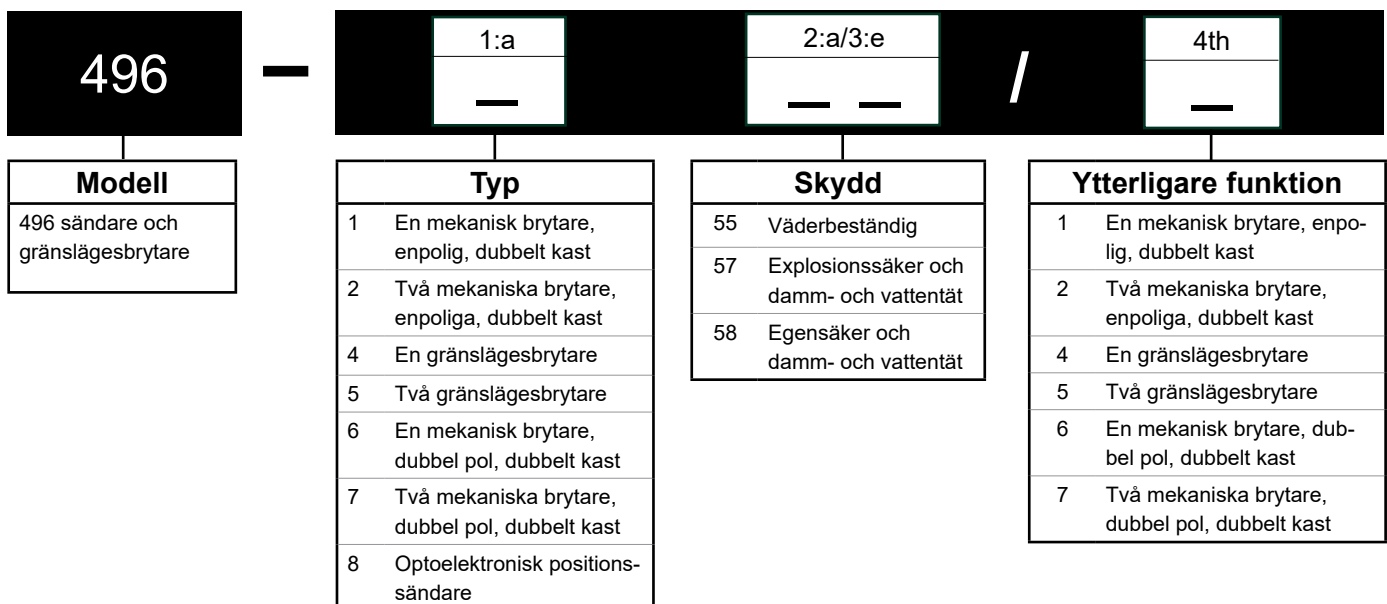 496
–
1:a
_
2:a/3:e
_ _
/
4th
_
Modell
496 sändare och
gränslägesbrytare
Typ
1 En mekanisk brytare,
enpolig, dubbelt kast
2 Två mekaniska brytare,
enpoliga, dubbelt kast
4 En gränslägesbrytare
5 Två gränslägesbrytare
6 En mekanisk brytare,
dubbel pol, dubbelt kast
7 Två mekaniska brytare,
dubbel pol, dubbelt kast
8 Optoelektronisk positions-
sändare
Skydd
55 Väderbeständig
57 Explosionssäker och
damm- och vattentät
58 Egensäker och
damm- och vattentät
Ytterligare funktion
1 En mekanisk brytare, enpo-
lig, dubbelt kast
2 Två mekaniska brytare,
enpoliga, dubbelt kast
4 En gränslägesbrytare
5 Två gränslägesbrytare
6 En mekanisk brytare, dub-
bel pol, dubbelt kast
7 Två mekaniska brytare,
dubbel pol, dubbelt kast